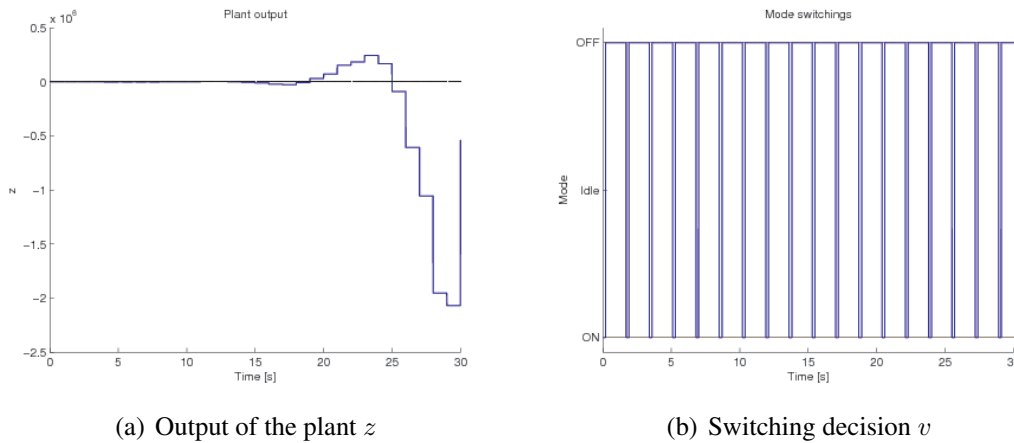 Plant output
x 10⁶
0.5
0
−0.5
−1
−1.5
−2
−2.5
z
0 5 10 15 20 25 30
Time [s]
(a) Output of the plant z
Mode switchings
OFF
Idle
ON
Mode
0 5 10 15 20 25 30
Time [s]
(b) Switching decision v